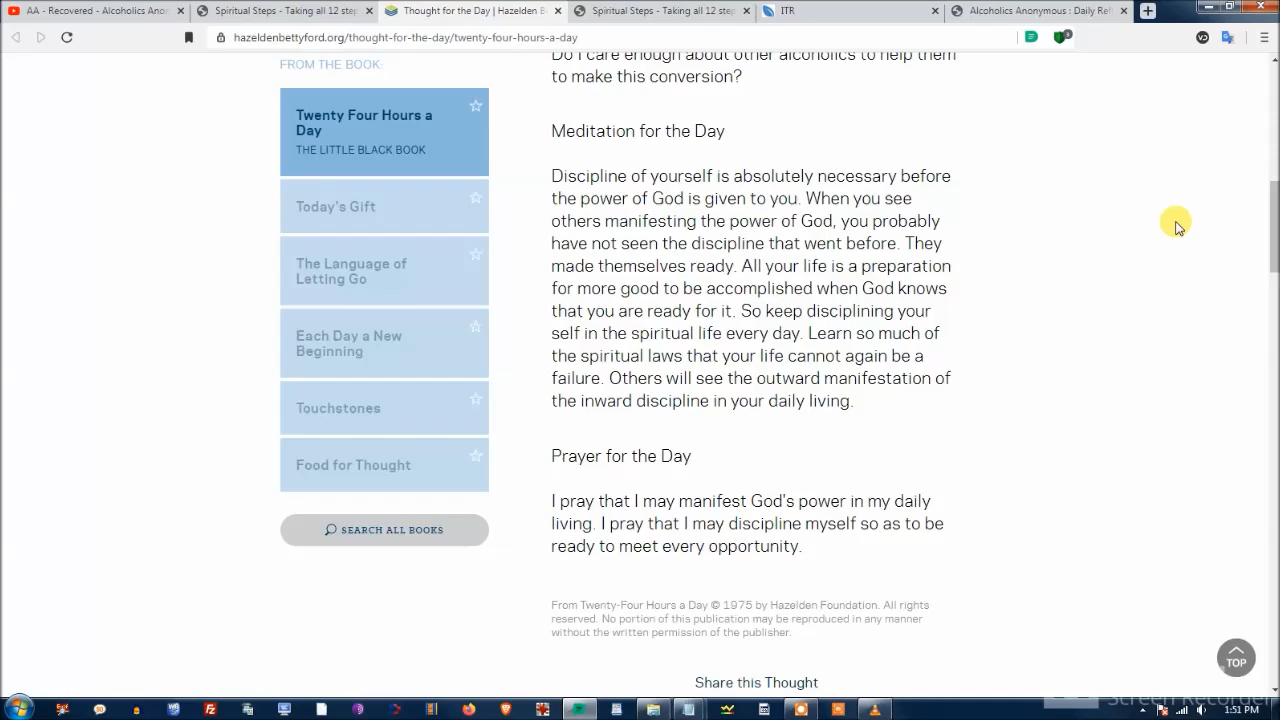 AA - Recovered - Alcoholics Anon
Spiritual Steps - Taking all 12 step
Thought for the Day | Hazelden B
Spiritual Steps - Taking all 12 step
ITR
Alcoholics Anonymous : Daily Ref
hazeldenbettyford.org/thought-for-the-day/twenty-four-hours-a-day
FROM THE BOOK:
Twenty Four Hours a
Day
THE LITTLE BLACK BOOK
Today's Gift
The Language of
Letting Go
Each Day a New
Beginning
Touchstones
Food for Thought
SEARCH ALL BOOKS
Do I care enough about other alcoholics to help them
to make this conversion?
Meditation for the Day
Discipline of yourself is absolutely necessary before
the power of God is given to you. When you see
others manifesting the power of God, you probably
have not seen the discipline that went before. They
made themselves ready. All your life is a preparation
for more good to be accomplished when God knows
that you are ready for it. So keep disciplining your
self in the spiritual life every day. Learn so much of
the spiritual laws that your life cannot again be a
failure. Others will see the outward manifestation of
the inward discipline in your daily living.
Prayer for the Day
I pray that I may manifest God's power in my daily
living. I pray that I may discipline myself so as to be
ready to meet every opportunity.
From Twenty-Four Hours a Day © 1975 by Hazelden Foundation. All rights
reserved. No portion of this publication may be reproduced in any manner
without the written permission of the publisher.
Share this Thought
TOP
Screen Recorder
1:51 PM